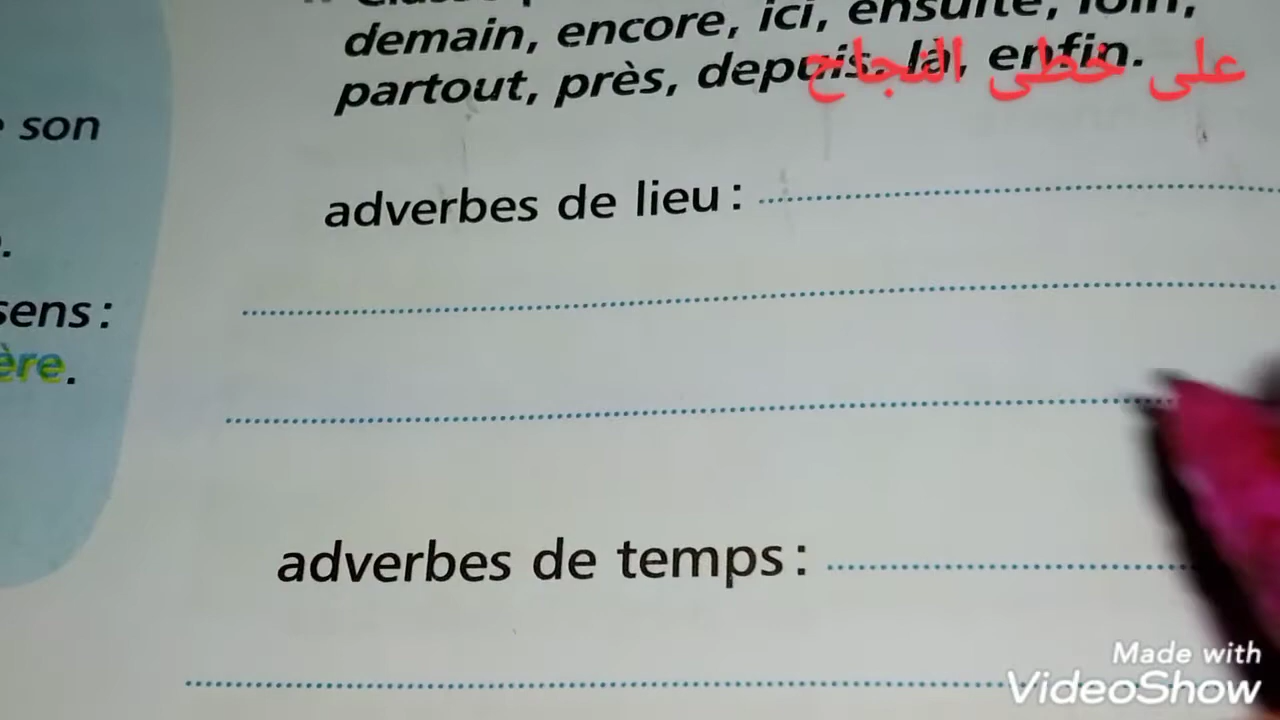 demain, encore, ici, ensuite, loin,
partout, près, depuis, là, enfin.
على خطى النجاح
son
adverbes de lieu :
sens :
ère.
adverbes de temps :
Made with
VideoShow